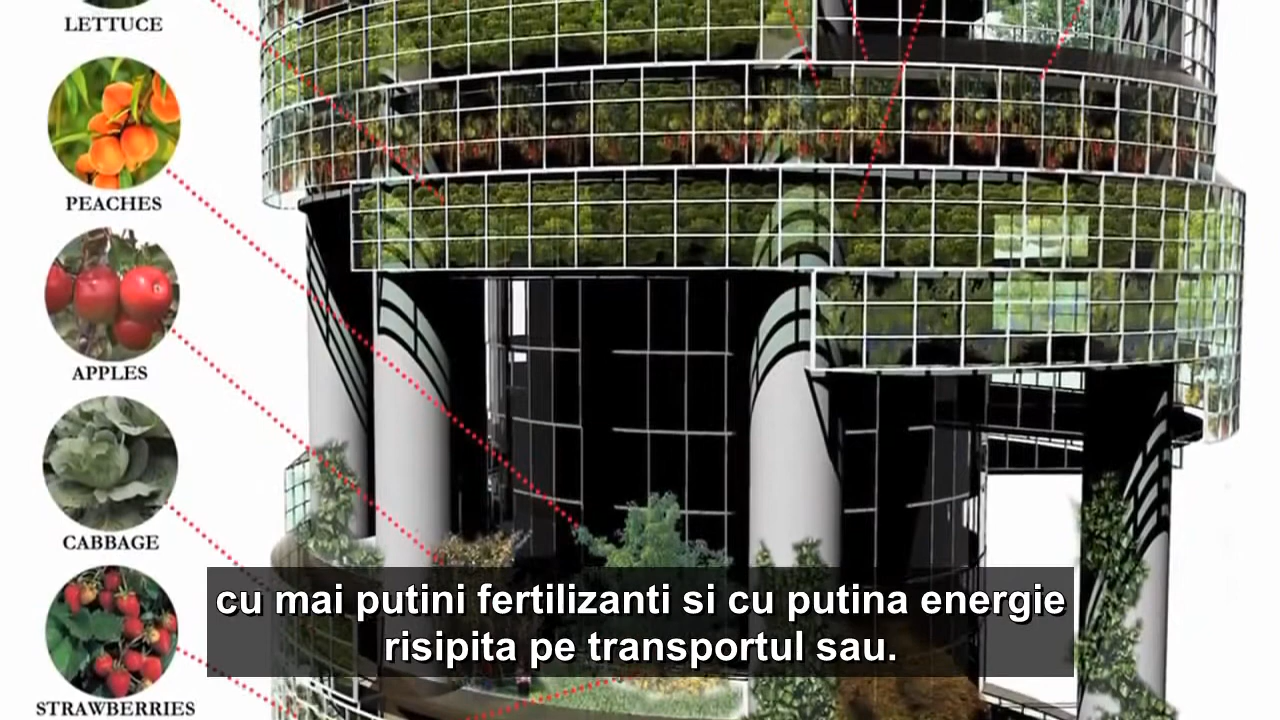 LETTUCE
PEACHES
APPLES
CABBAGE
STRAWBERRIES
cu mai putini fertilizanti si cu putina energie
risipita pe transportul sau.